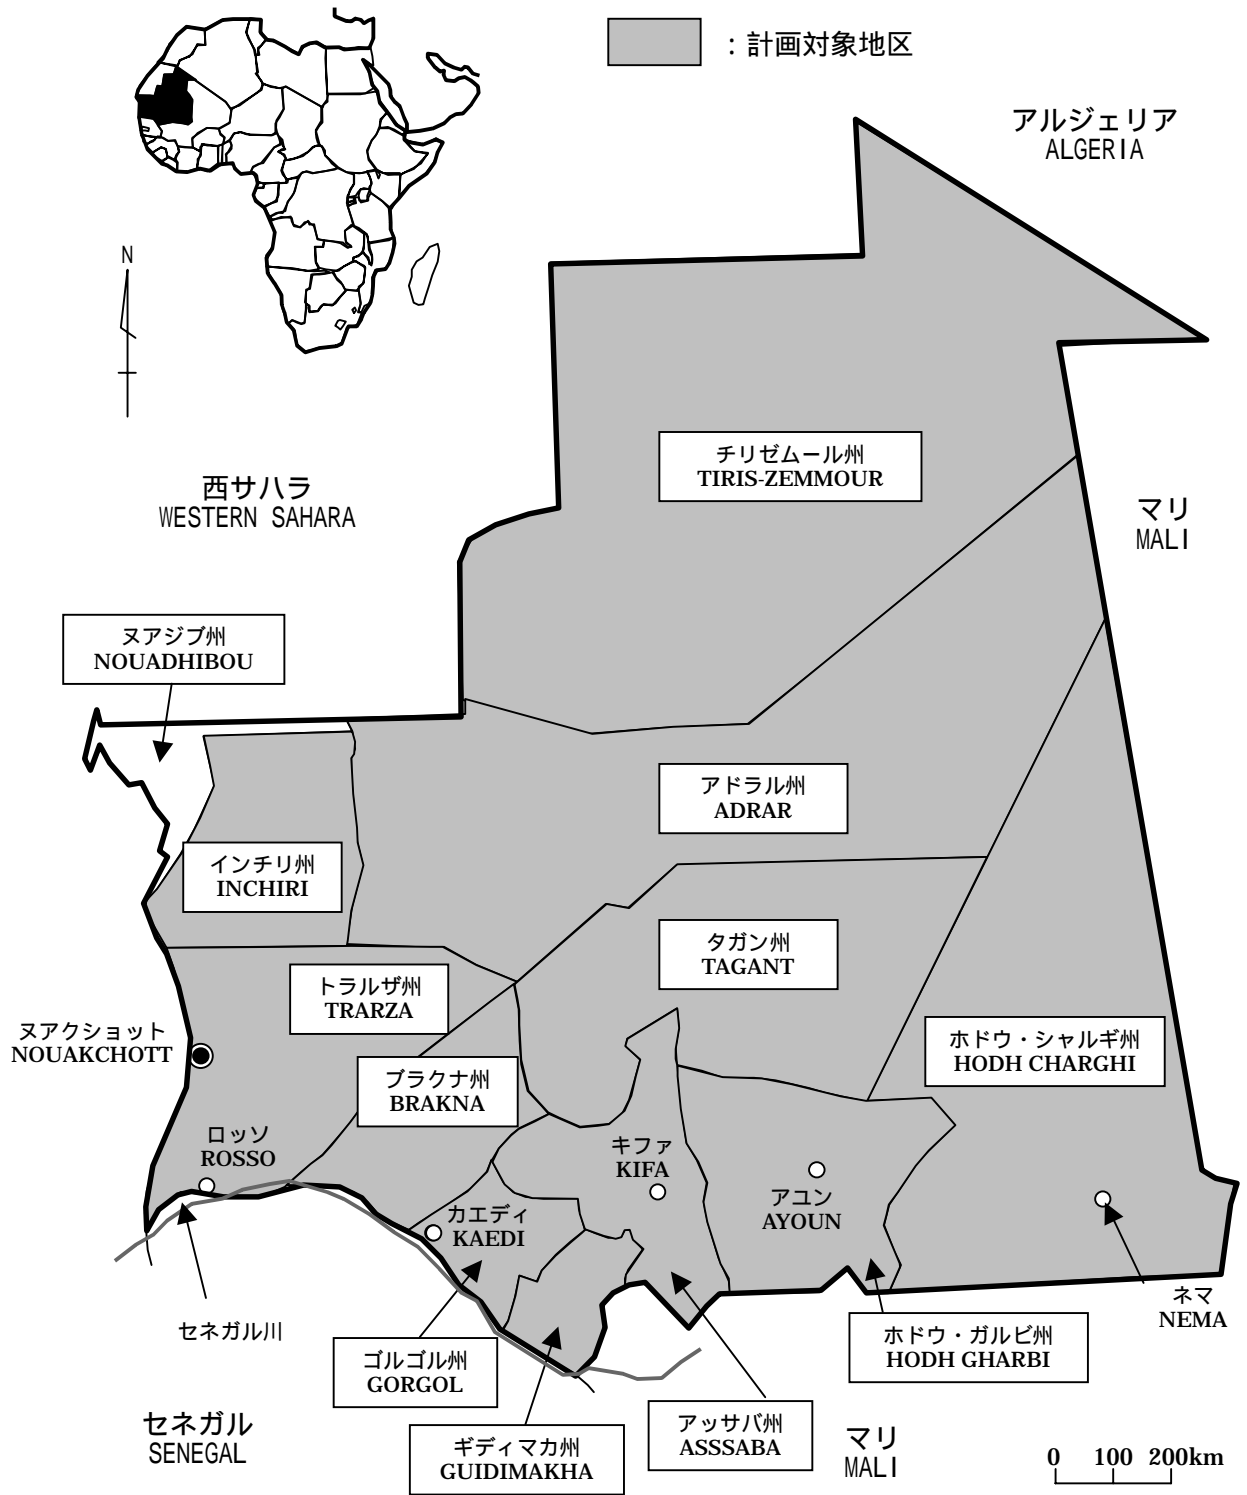 ：計画対象地区
アルジェリア
ALGERIA
N
チリゼムール州
TIRIS-ZEMMOUR
西サハラ
WESTERN SAHARA
マリ
MALI
ヌアジブ州
NOUADHIBOU
アドラル州
ADRAR
インチリ州
INCHIRI
タガン州
TAGANT
トラルザ州
TRARZA
ヌアクショット
NOUAKCHOTT
ホドウ・シャルギ州
HODH CHARGHI
ブラクナ州
BRAKNA
ロッソ
ROSSO
キファ
KIFA
アユン
AYOUN
カエディ
KAEDI
ネマ
NEMA
セネガル川
ホドウ・ガルビ州
HODH GHARBI
ゴルゴル州
GORGOL
アッサバ州
ASSSABA
ギディマカ州
GUIDIMAKHA
セネガル
SENEGAL
マリ
MALI
0 100 200km